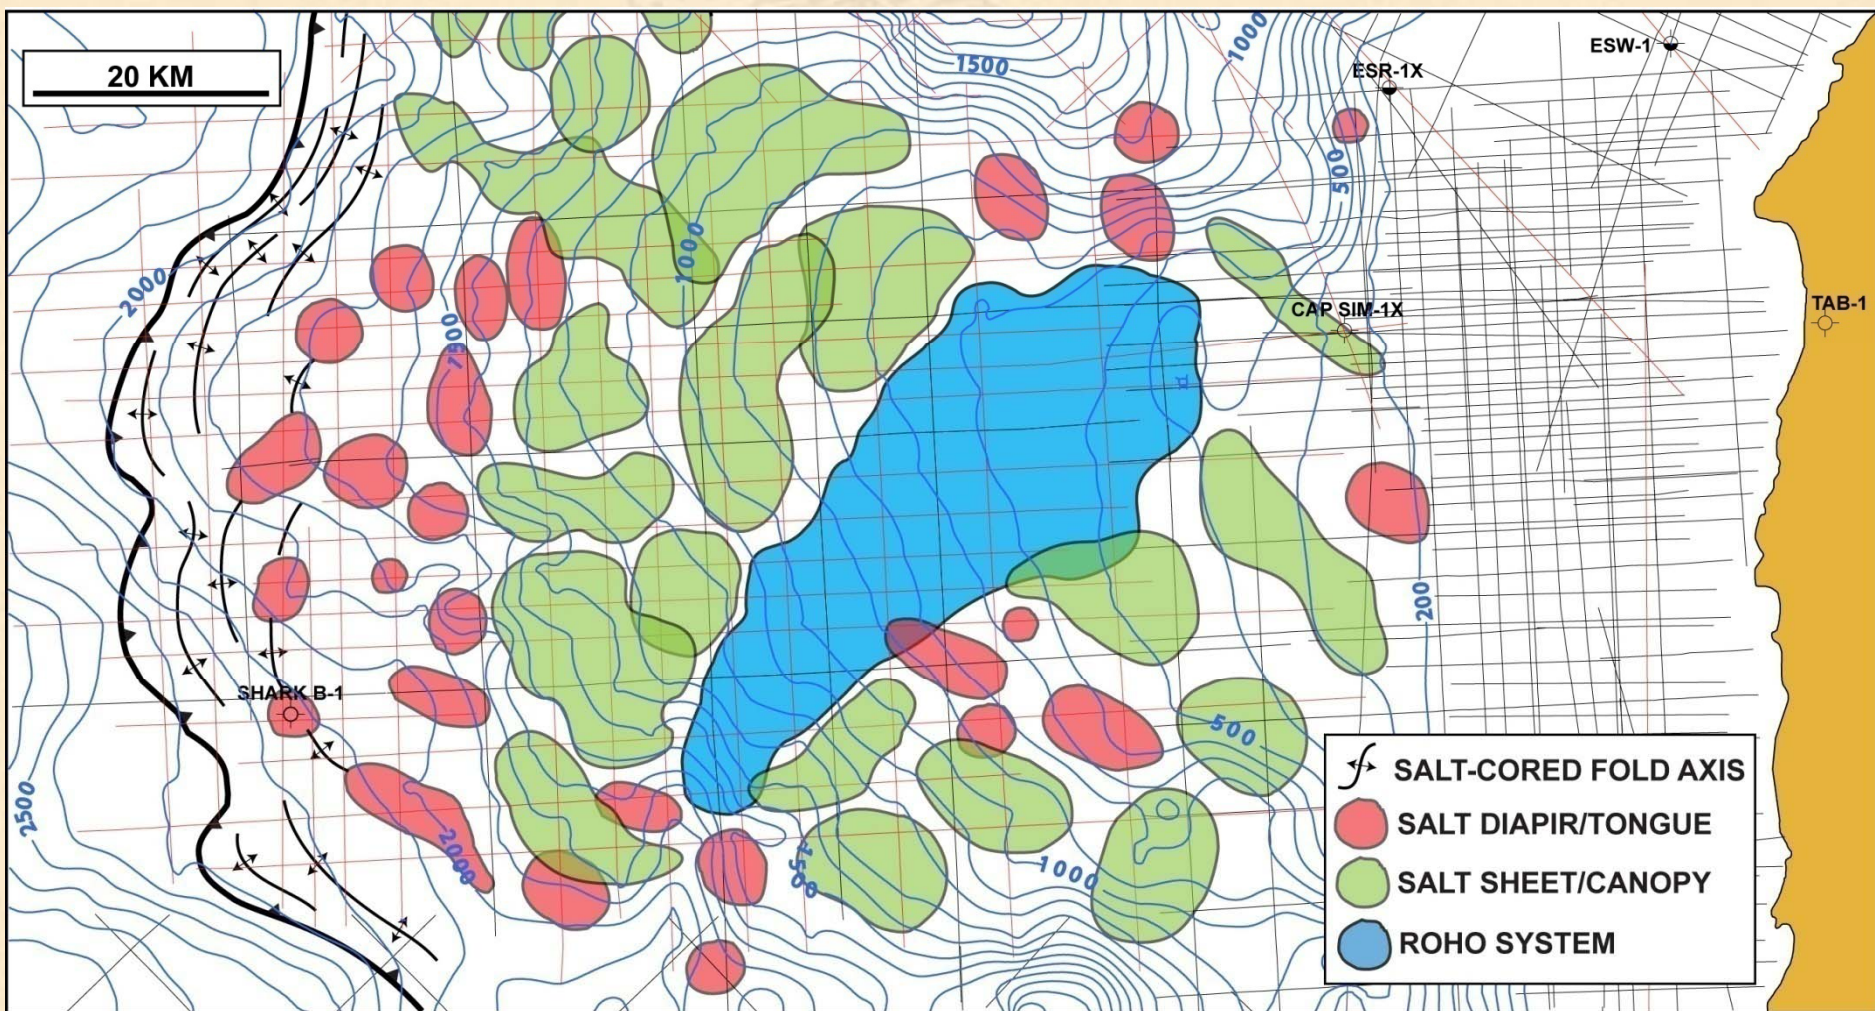 20 KM
1500
1000
ESW-1
ESR-1X
500
2000
1000
1500
CAP SIM-1X
TAB-1
200
SHARK B-1
500
2500
2000
1500
1000
SALT-CORED FOLD AXIS
SALT DIAPIR/TONGUE
SALT SHEET/CANOPY
ROHO SYSTEM